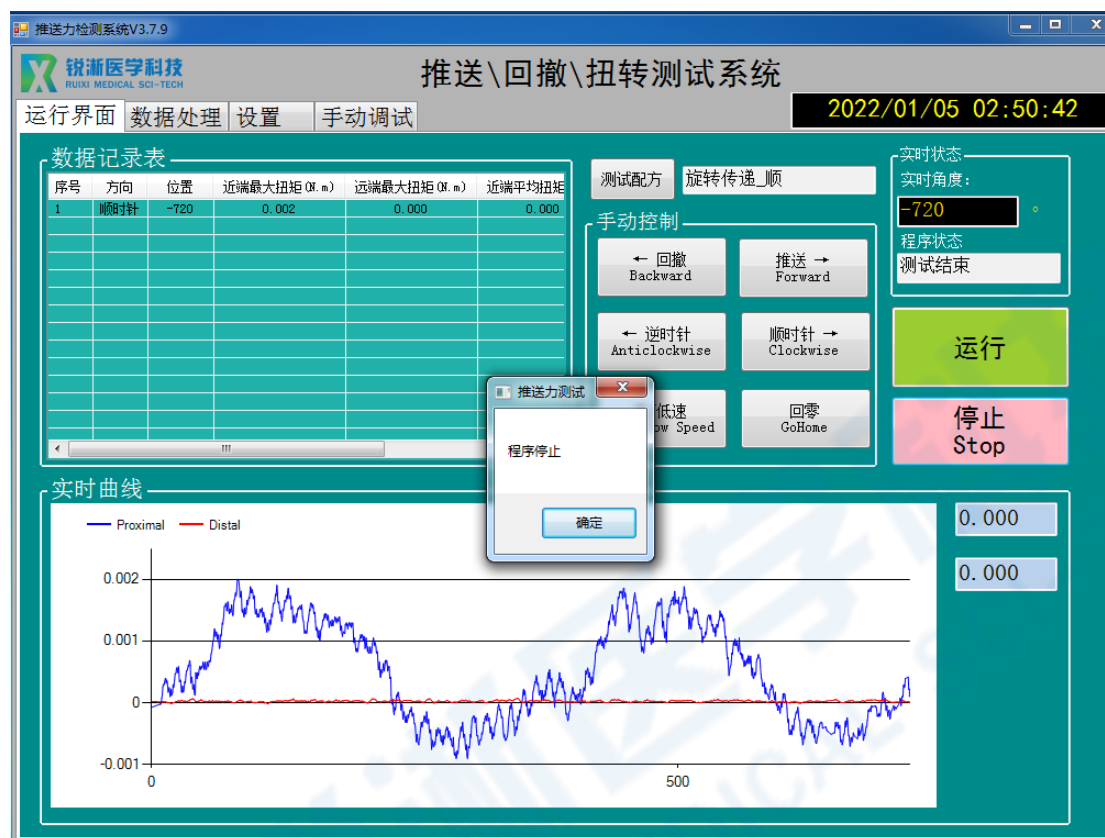 推送力检测系统V3.7.9
锐淅医学科技
RUIXI MEDICAL SCI-TECH
推送\回撤\扭转测试系统
运行界面 数据处理 设置 手动调试
2022/01/05 02:50:42
数据记录表
序号 方向 位置 近端最大扭矩(N.m) 远端最大扭矩(N.m) 近端平均扭矩
1 顺时针 -720 0.002 0.000 0.000
测试配方 旋转传递_顺
手动控制
← 回撤
Backward
推送 →
Forward
← 逆时针
Anticlockwise
顺时针 →
Clockwise
低速
ow Speed
回零
GoHome
实时状态
实时角度:
-720 °
程序状态
测试结束
运行
停止
Stop
推送力测试
程序停止
确定
实时曲线
Proximal Distal
0.000
0.000
0.002
0.001
0
-0.001
0 500